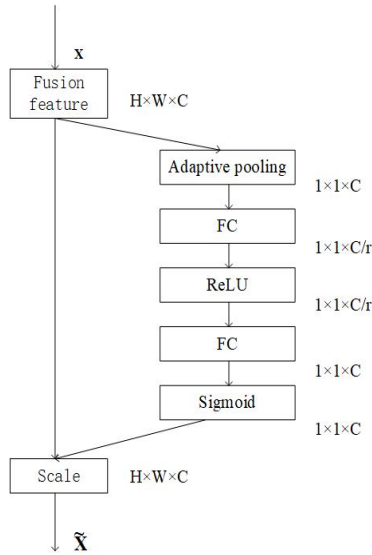 x
Fusion
feature
H×W×C
Adaptive pooling
1×1×C
FC
1×1×C/r
ReLU
1×1×C/r
FC
1×1×C
Sigmoid
1×1×C
Scale
H×W×C
X̃